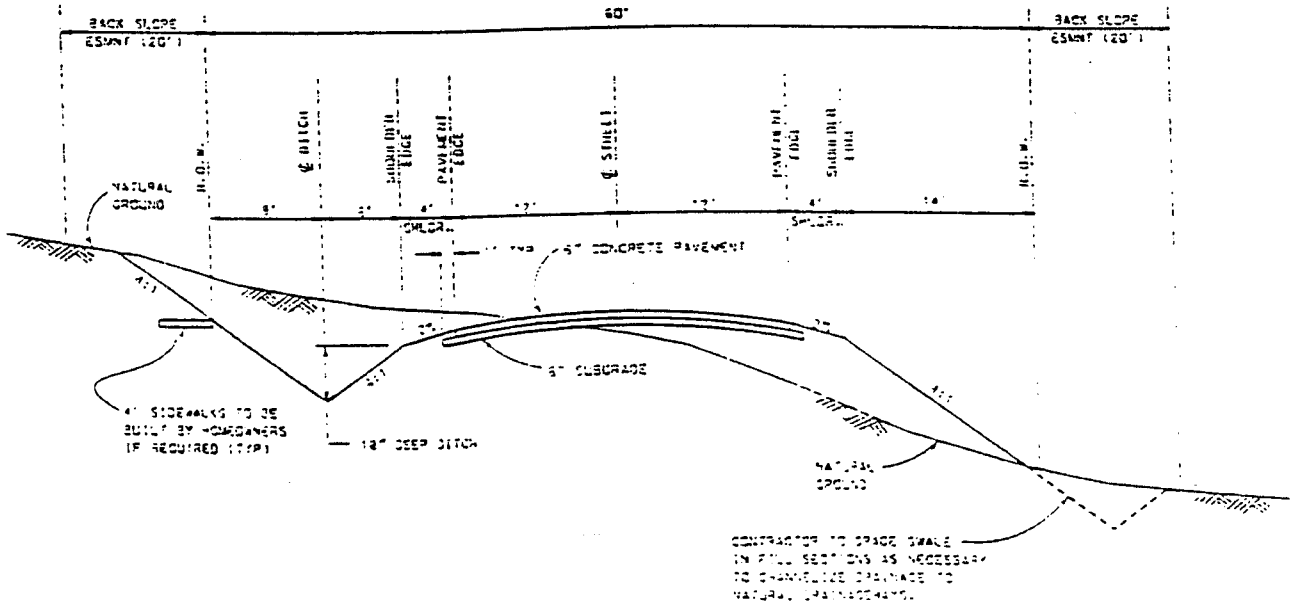 60'
BACK SLOPE
ESMNT (20')
BACK SLOPE
ESMNT (20')
R.O.W.
℄ DITCH
SHOULDER
EDGE
PAVEMENT
EDGE
℄ STREET
PAVEMENT
EDGE
SHOULDER
EDGE
R.O.W.
NATURAL
GROUND
4'
12'
12'
4'
14'
SHLDR.
SHLDR.
6" CONCRETE PAVEMENT
4:1
2%
2%
6" SUBGRADE
4:1
4' SIDEWALKS TO BE
BUILT BY HOMEOWNERS
IF REQUIRED (TYP)
18" DEEP DITCH
NATURAL
GROUND
CONTRACTOR TO GRADE SWALE
IN FILL SECTIONS AS NECESSARY
TO CHANNELIZE DRAINAGE TO
NATURAL DRAINAGEWAYS.